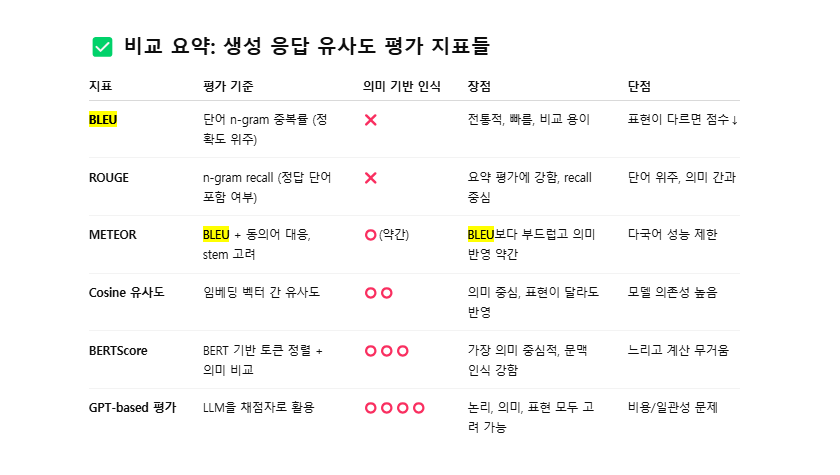 ✅ 비교 요약: 생성 응답 유사도 평가 지표들
지표 평가 기준 의미 기반 인식 장점 단점
BLEU 단어 n-gram 중복률 (정 ❌ 전통적, 빠름, 비교 용이 표현이 다르면 점수↓
확도 위주)
ROUGE n-gram recall (정답 단어 ❌ 요약 평가에 강함, recall 단어 위주, 의미 간과
포함 여부) 중심
METEOR BLEU + 동의어 대응, ⭕(약간) BLEU보다 부드럽고 의미 다국어 성능 제한
stem 고려 반영 약간
Cosine 유사도 임베딩 벡터 간 유사도 ⭕⭕ 의미 중심, 표현이 달라도 모델 의존성 높음
반영
BERTScore BERT 기반 토큰 정렬 + ⭕⭕⭕ 가장 의미 중심적, 문맥 느리고 계산 무거움
의미 비교 인식 강함
GPT-based 평가 LLM을 채점자로 활용 ⭕⭕⭕⭕ 논리, 의미, 표현 모두 고 비용/일관성 문제
려 가능